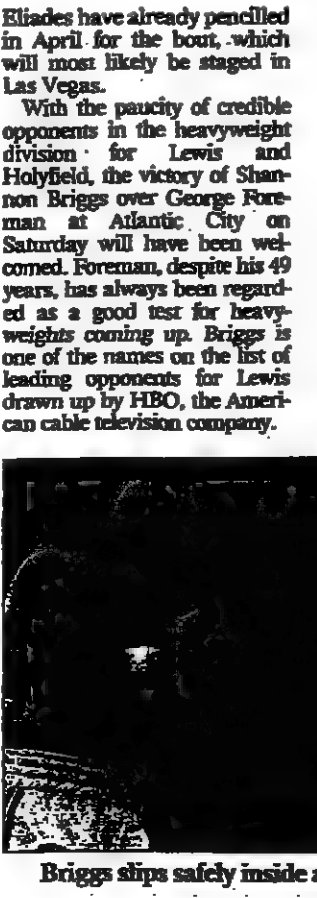 Eliades have already pencilled
in April for the bout, which
will most likely be staged in
Las Vegas.
With the paucity of credible
opponents in the heavyweight
division for Lewis and
Holyfield, the victory of Shan-
non Briggs over George Fore-
man at Atlantic City on
Saturday will have been wel-
comed. Foreman, despite his 49
years, has always been regard-
ed as a good test for heavy-
weights coming up. Briggs is
one of the names on the list of
leading opponents for Lewis
drawn up by HBO, the Ameri-
can cable television company.
Briggs slips safely inside a